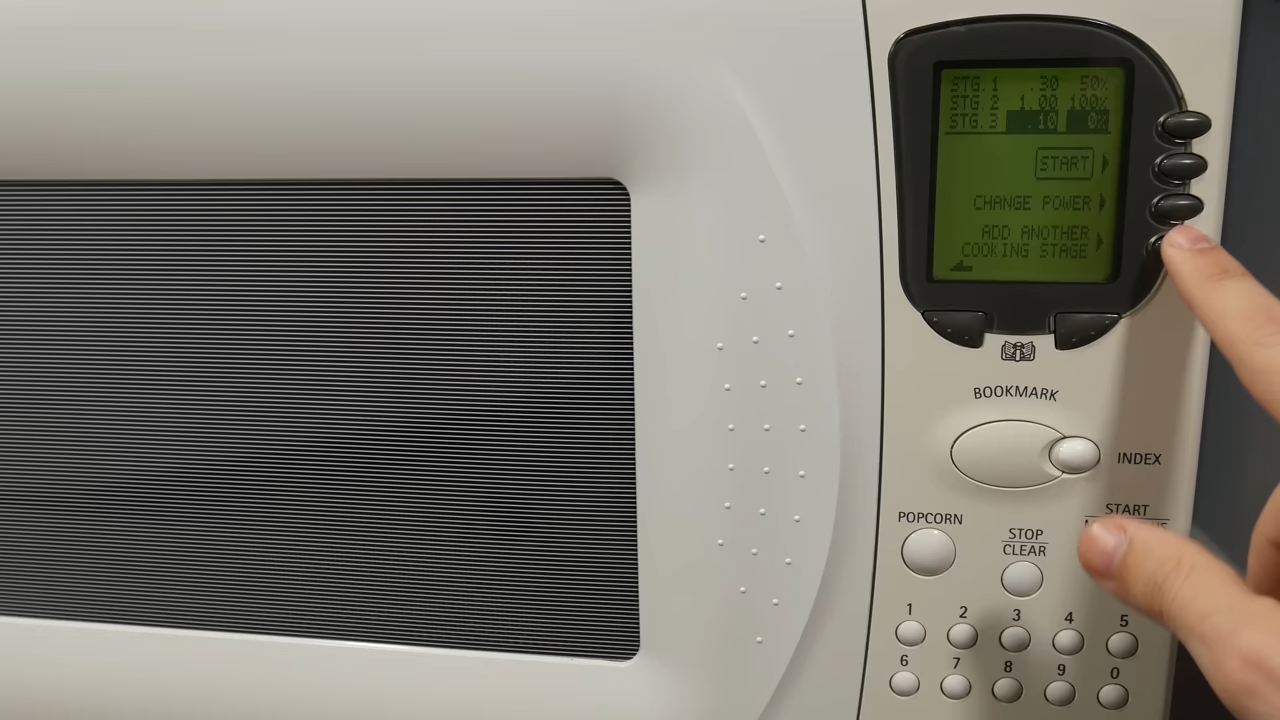 STG.1 .30 50%
STG.2 1.00 100%
STG.3 .10 0%
START
CHANGE POWER
ADD ANOTHER
COOKING STAGE
BOOKMARK
INDEX
POPCORN
STOP
CLEAR
START
1 2 3 4 5
6 7 8 9 0